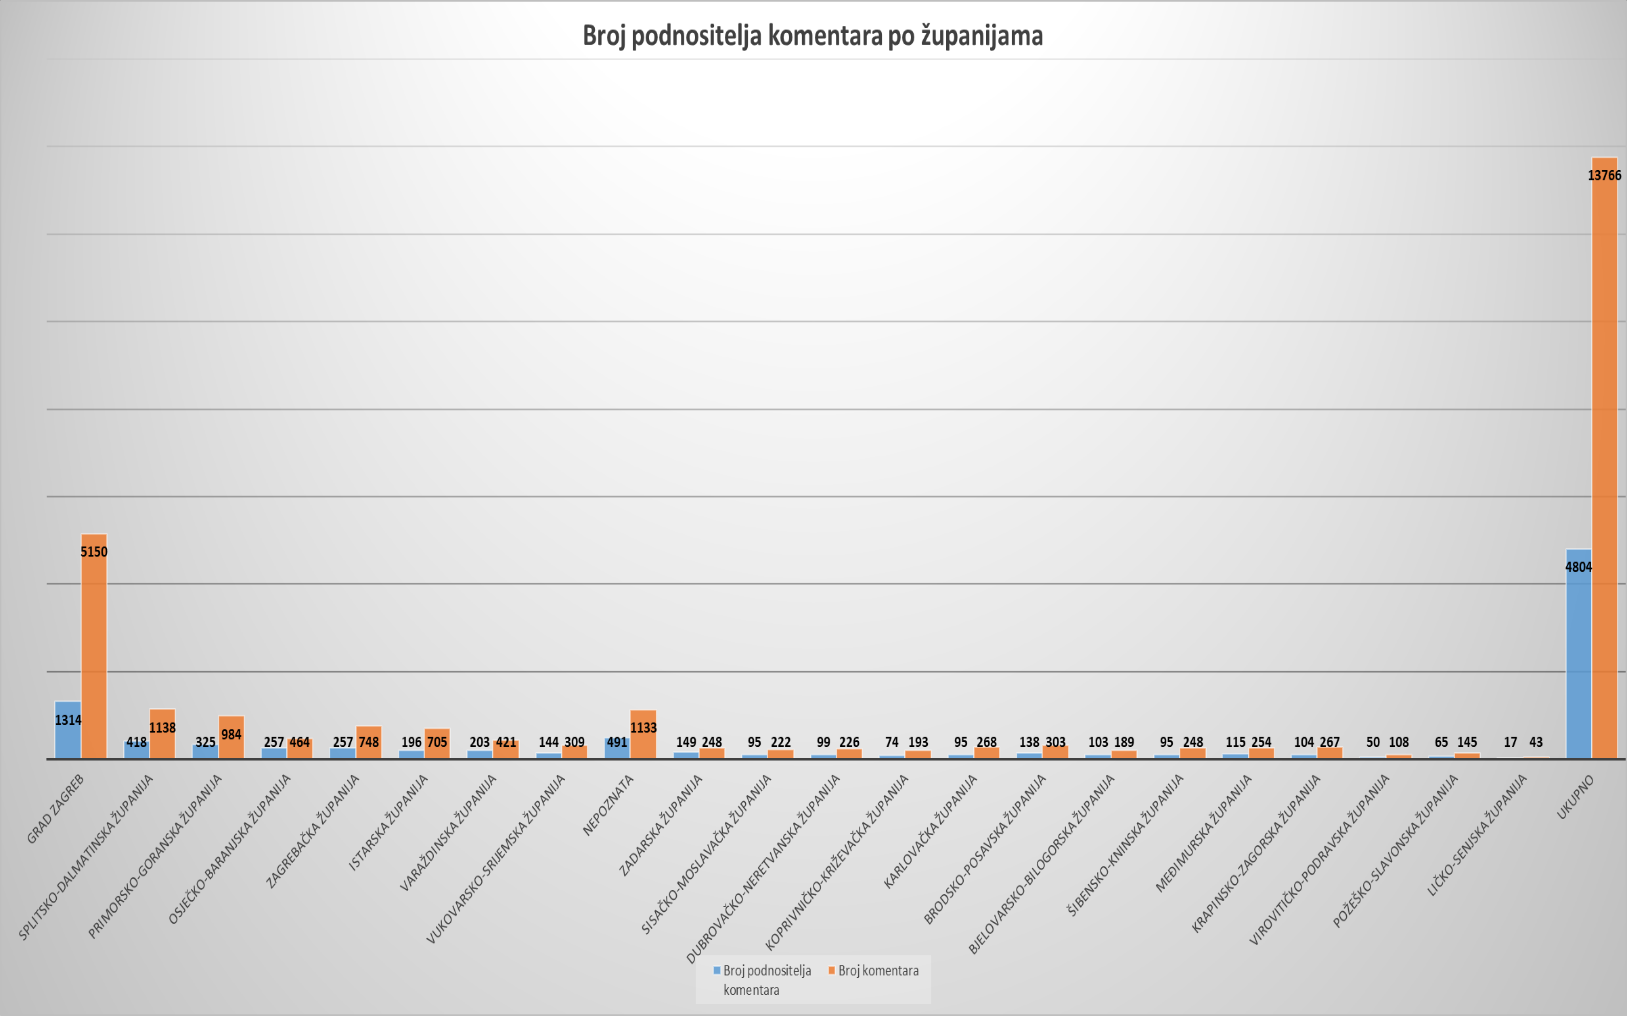 Broj podnositelja komentara po županijama
13766
5150
4804
1314
418
1138
325
984
257
464
257
748
196
705
203
421
144
309
491
1133
149
248
95
222
99
226
74
193
95
268
138
303
103
189
95
248
115
254
104
267
50
108
65
145
17
43
GRAD ZAGREB
SPLITSKO-DALMATINSKA ŽUPANIJA
PRIMORSKO-GORANSKA ŽUPANIJA
OSJEČKO-BARANJSKA ŽUPANIJA
ZAGREBAČKA ŽUPANIJA
ISTARSKA ŽUPANIJA
VARAŽDINSKA ŽUPANIJA
VUKOVARSKO-SRIJEMSKA ŽUPANIJA
NEPOZNATA
ZADARSKA ŽUPANIJA
SISAČKO-MOSLAVAČKA ŽUPANIJA
DUBROVAČKO-NERETVANSKA ŽUPANIJA
KOPRIVNIČKO-KRIŽEVAČKA ŽUPANIJA
KARLOVAČKA ŽUPANIJA
BRODSKO-POSAVSKA ŽUPANIJA
BJELOVARSKO-BILOGORSKA ŽUPANIJA
ŠIBENSKO-KNINSKA ŽUPANIJA
MEĐIMURSKA ŽUPANIJA
KRAPINSKO-ZAGORSKA ŽUPANIJA
VIROVITIČKO-PODRAVSKA ŽUPANIJA
POŽEŠKO-SLAVONSKA ŽUPANIJA
LIČKO-SENJSKA ŽUPANIJA
UKUPNO
Broj podnositelja
komentara
Broj komentara